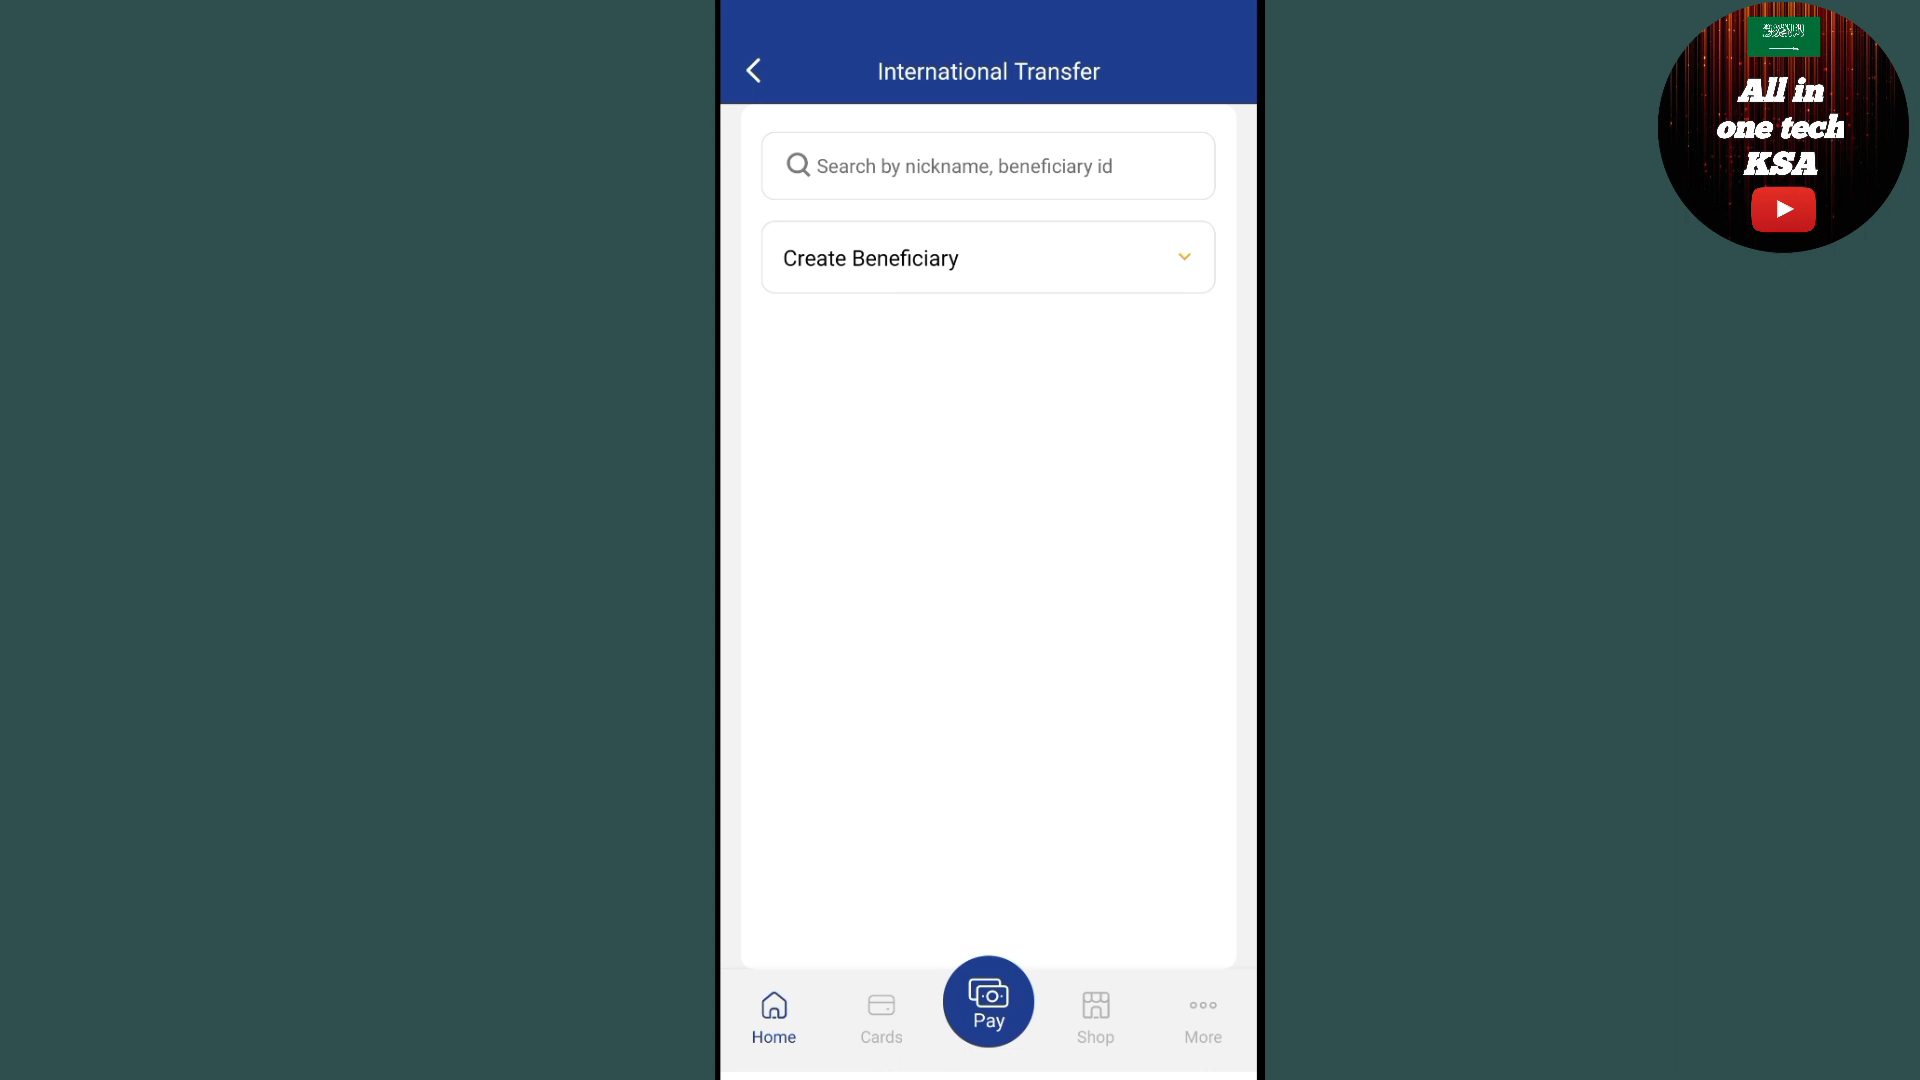 International Transfer
Search by nickname, beneficiary id
Create Beneficiary
Home
Cards
Pay
Shop
More
All in
one tech
KSA